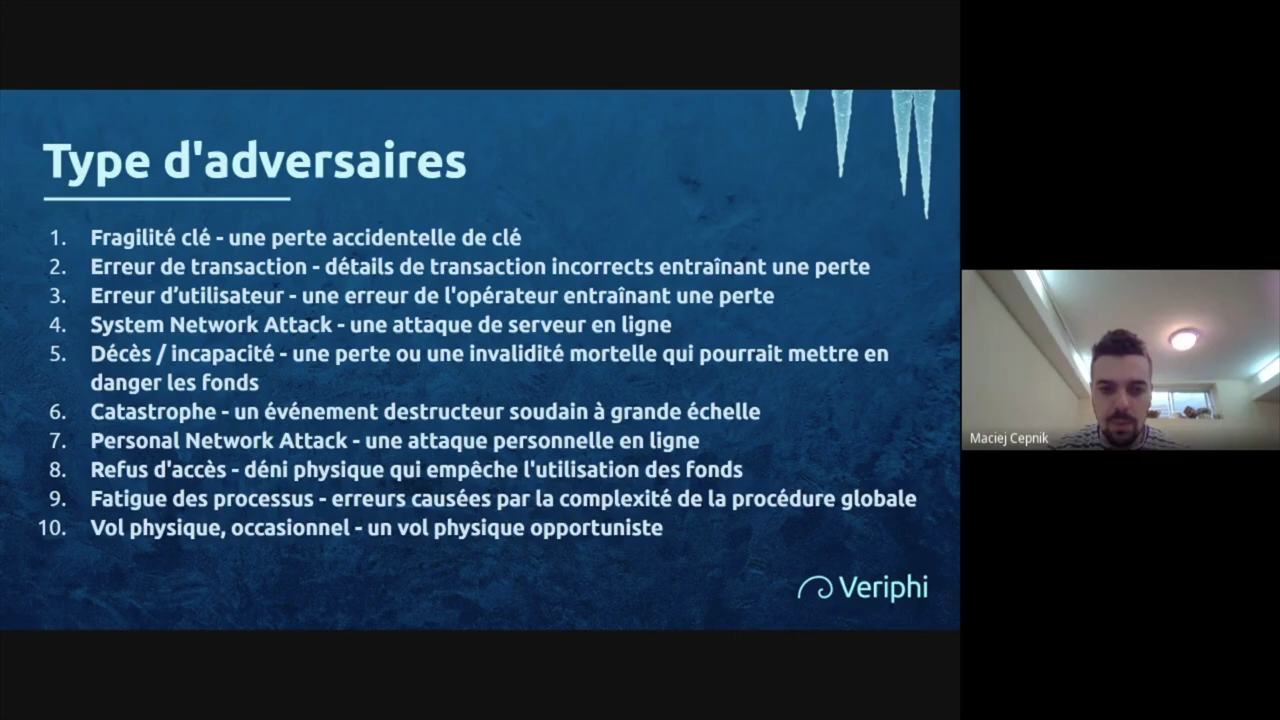 Type d'adversaires
1. Fragilité clé - une perte accidentelle de clé
2. Erreur de transaction - détails de transaction incorrects entraînant une perte
3. Erreur d’utilisateur - une erreur de l'opérateur entraînant une perte
4. System Network Attack - une attaque de serveur en ligne
5. Décès / incapacité - une perte ou une invalidité mortelle qui pourrait mettre en
danger les fonds
6. Catastrophe - un événement destructeur soudain à grande échelle
7. Personal Network Attack - une attaque personnelle en ligne
8. Refus d'accès - déni physique qui empêche l'utilisation des fonds
9. Fatigue des processus - erreurs causées par la complexité de la procédure globale
10. Vol physique, occasionnel - un vol physique opportuniste
Veriphi
Maciej Cepnik